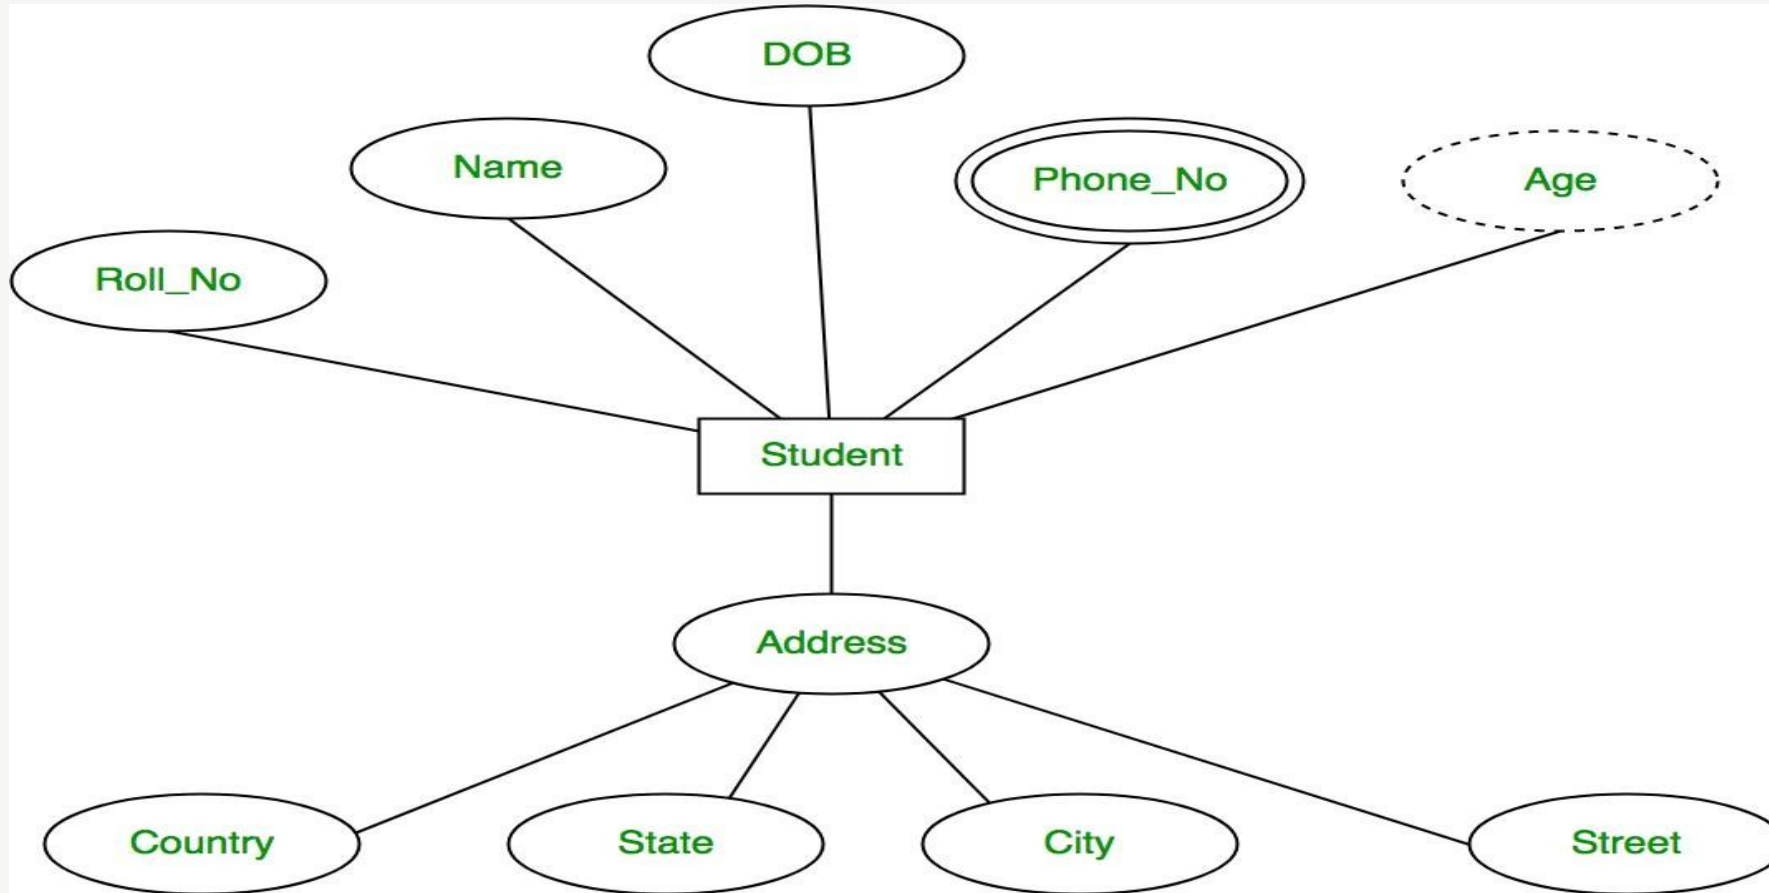 DOB
Name
Phone_No
Age
Roll_No
Student
Address
Country
State
City
Street